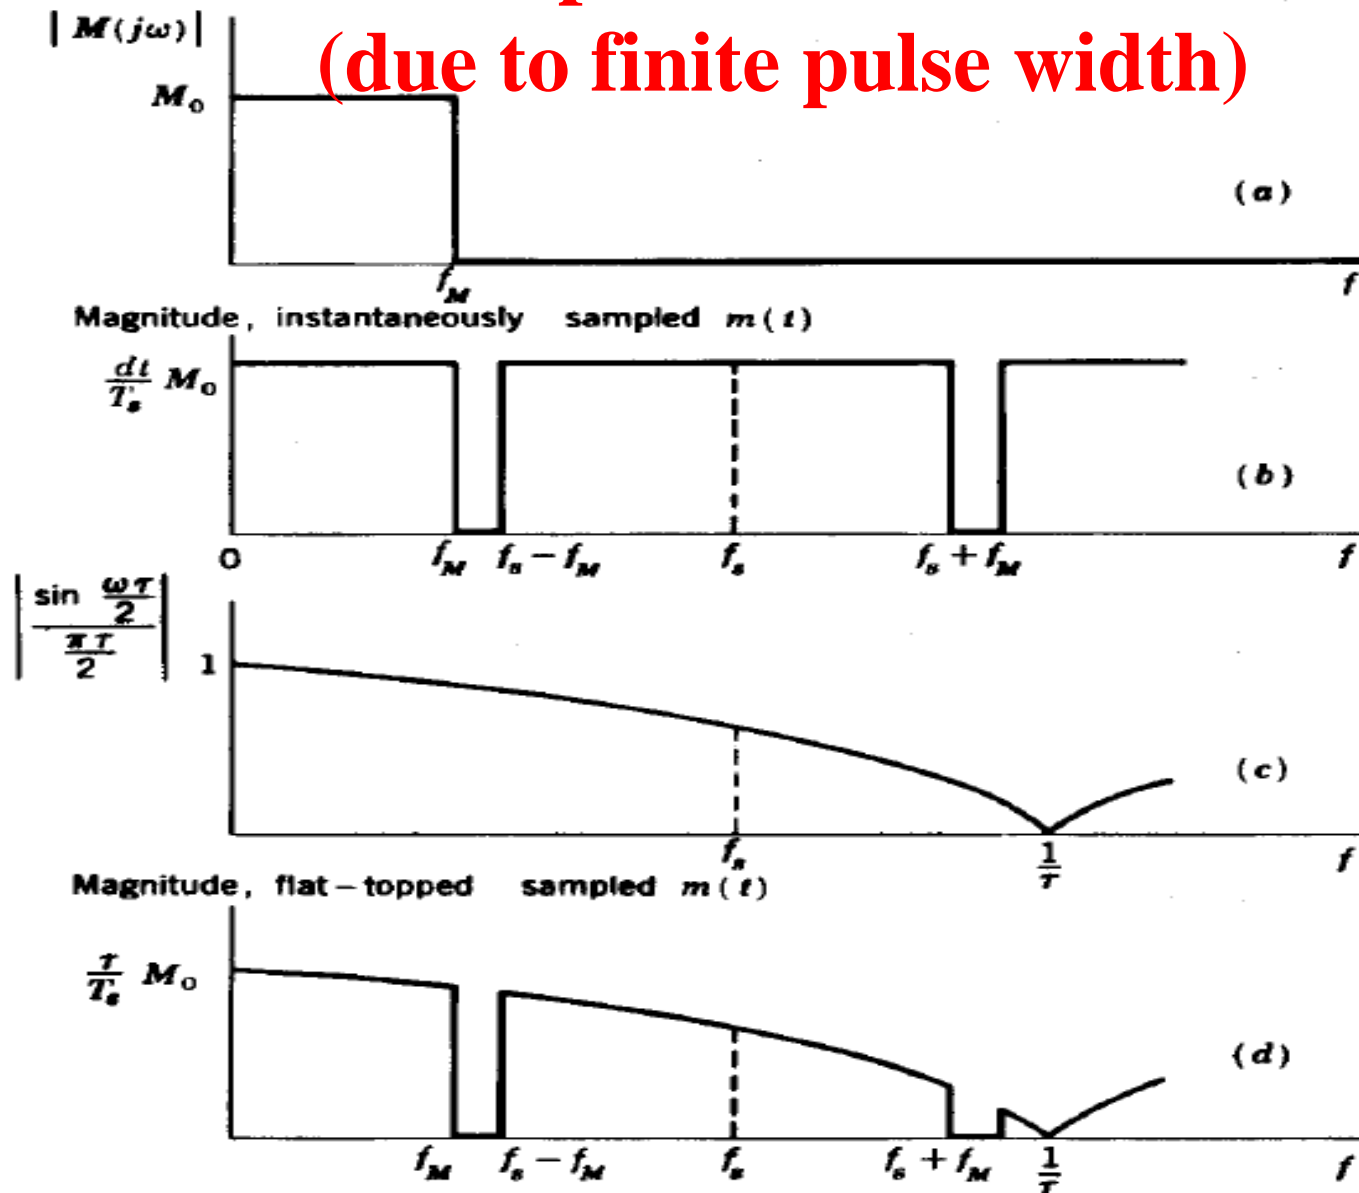 (due to finite pulse width)
| M(jω) |
M₀
(a)
f_M
f
Magnitude, instantaneously sampled m(t)
dt/T_s M₀
(b)
0 f_M f_s − f_M f_s f_s + f_M f
| sin ωτ/2 / πτ/2 |
1
(c)
f_s 1/τ f
Magnitude, flat-topped sampled m(t)
τ/T_s M₀
(d)
f_M f_s − f_M f_s f_s + f_M 1/τ f